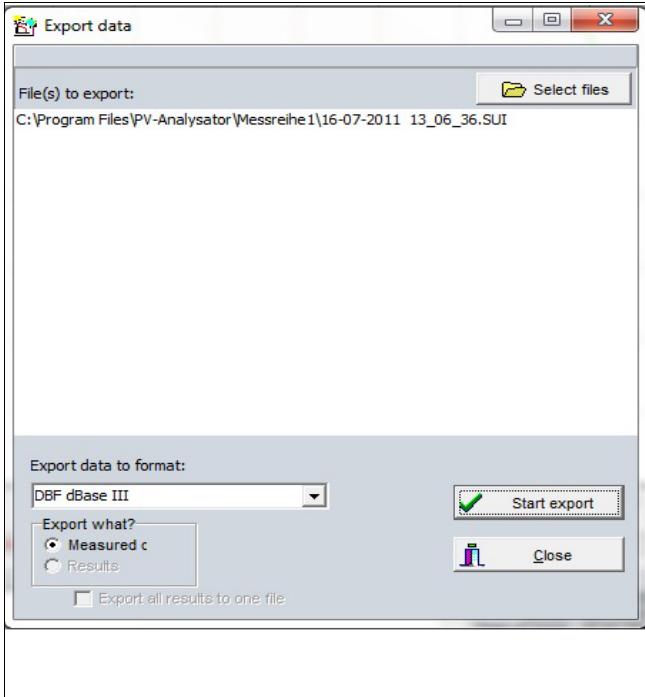 Export data
Select files
File(s) to export:
C:\Program Files\PV-Analysator\Messreihe1\16-07-2011  13_06_36.SUI
Export data to format:
DBF dBase III
Start export
Export what?
Measured c
Close
Results
Export all results to one file